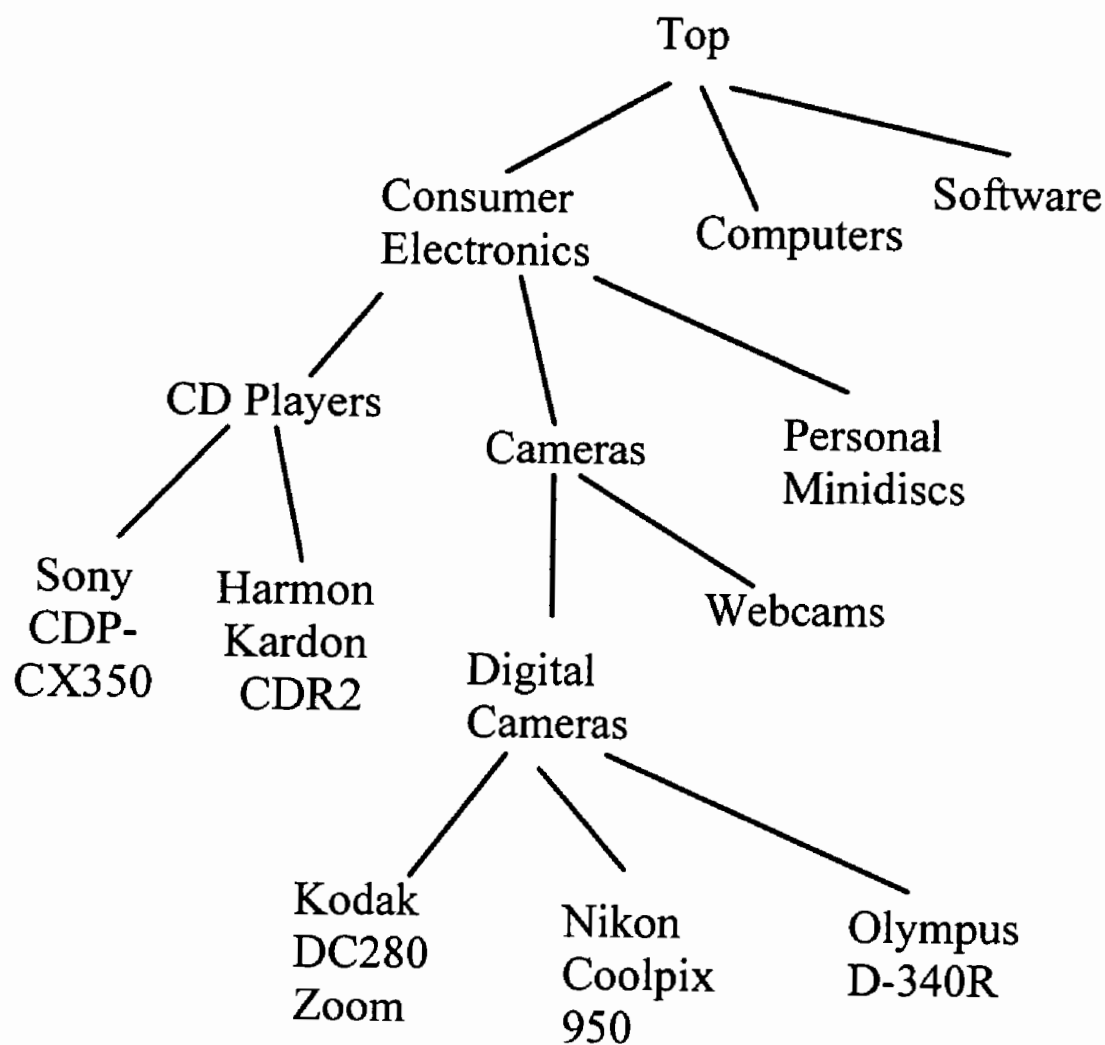 Top
Consumer
Electronics
Computers
Software
CD Players
Cameras
Personal
Minidiscs
Sony
CDP-
CX350
Harmon
Kardon
CDR2
Digital
Cameras
Webcams
Kodak
DC280
Zoom
Nikon
Coolpix
950
Olympus
D-340R